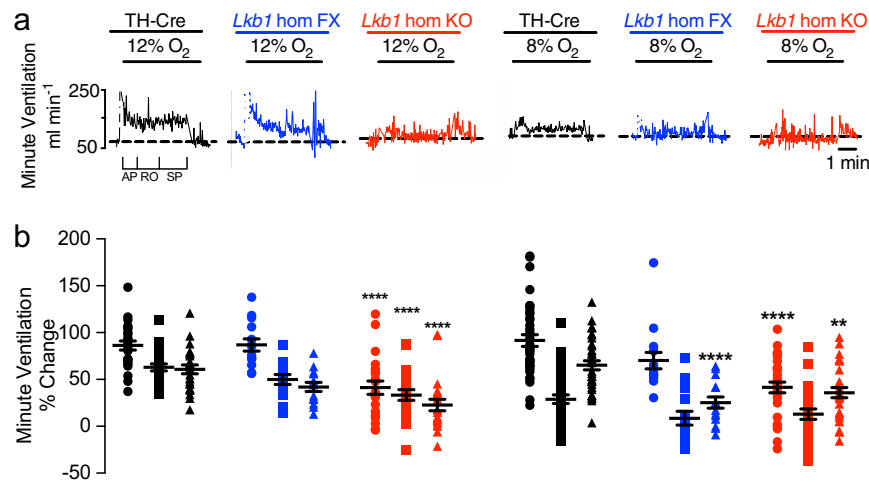 a
TH-Cre Lkb1 hom FX Lkb1 hom KO TH-Cre Lkb1 hom FX Lkb1 hom KO
12% O2 12% O2 12% O2 8% O2 8% O2 8% O2
Minute Ventilation
ml min-1
250
50
AP RO SP
1 min
b
Minute Ventilation
% Change
200
150
100
50
0
-50
**** **** **** **** **** **